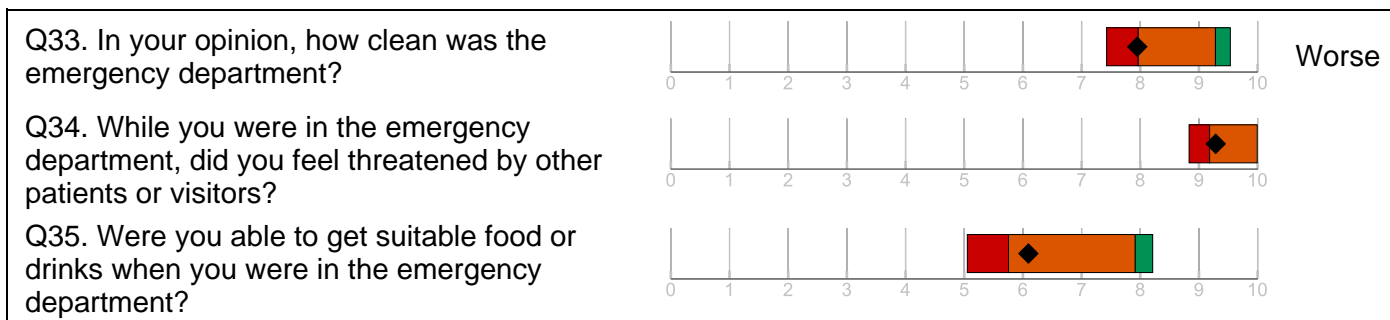 Q33. In your opinion, how clean was the
emergency department?
0 1 2 3 4 5 6 7 8 9 10
Worse
Q34. While you were in the emergency
department, did you feel threatened by other
patients or visitors?
0 1 2 3 4 5 6 7 8 9 10
Q35. Were you able to get suitable food or
drinks when you were in the emergency
department?
0 1 2 3 4 5 6 7 8 9 10